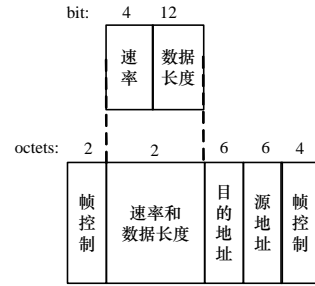 bit: 4 12
速率 数据长度
octets: 2 2 6 6 4
帧控制 速率和数据长度 目的地址 源地址 帧控制